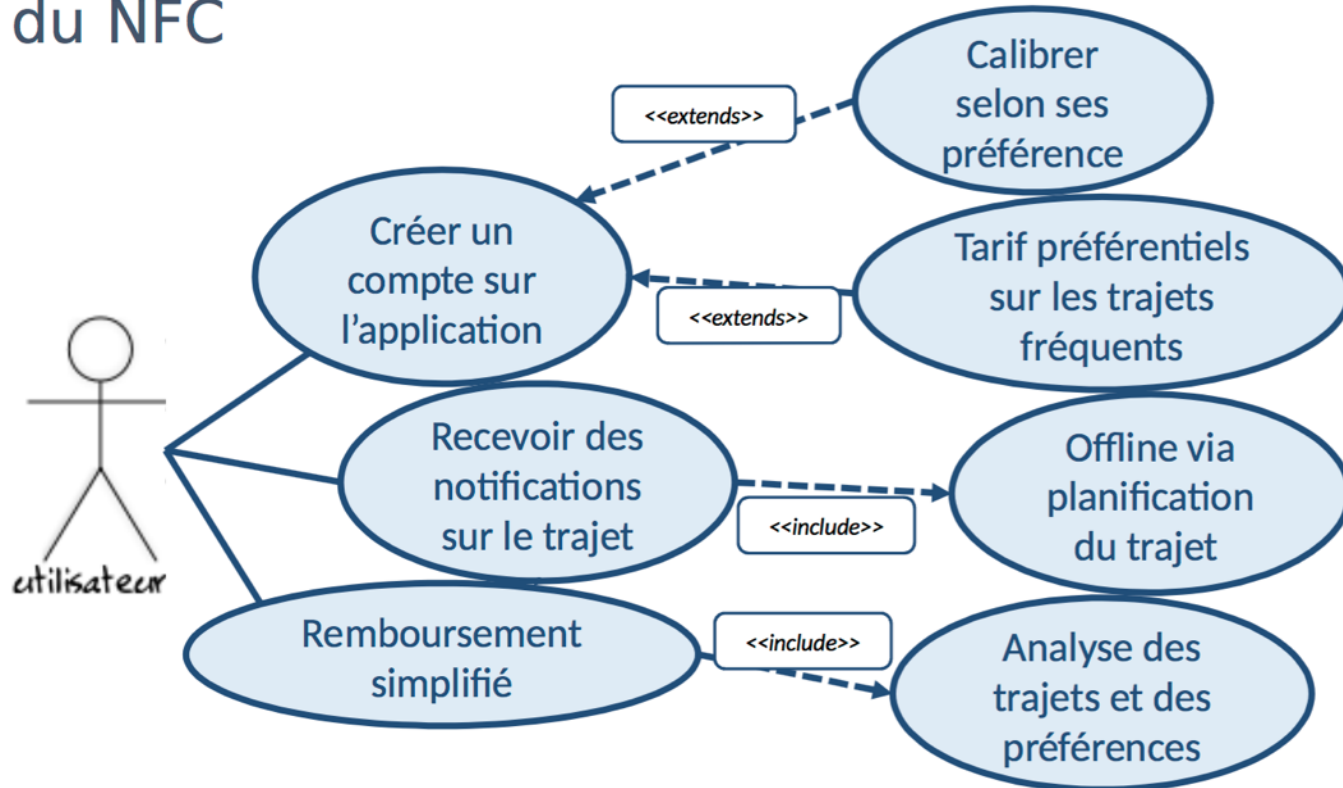 du NFC
Calibrer
selon ses
préférence
<<extends>>
Créer un
compte sur
l'application
Tarif préférentiels
sur les trajets
fréquents
<<extends>>
Recevoir des
notifications
sur le trajet
Offline via
planification
du trajet
<<include>>
utilisateur
Remboursement
simplifié
<<include>>
Analyse des
trajets et des
préférences